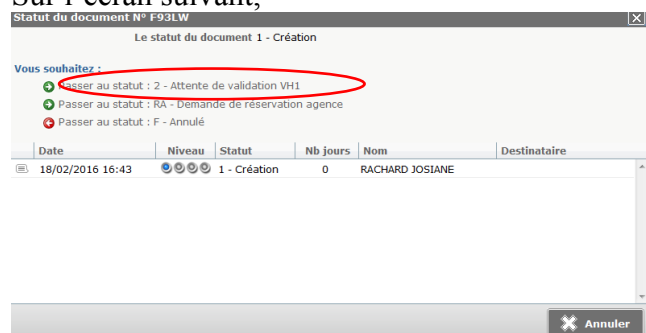 Sur l'écran suivant,
Statut du document N° F93LW
Le statut du document 1 - Création
Vous souhaitez :
Passer au statut : 2 - Attente de validation VH1
Passer au statut : RA - Demande de réservation agence
Passer au statut : F - Annulé
Date Niveau Statut Nb jours Nom Destinataire
18/02/2016 16:43 1 - Création 0 RACHARD JOSIANE
Annuler